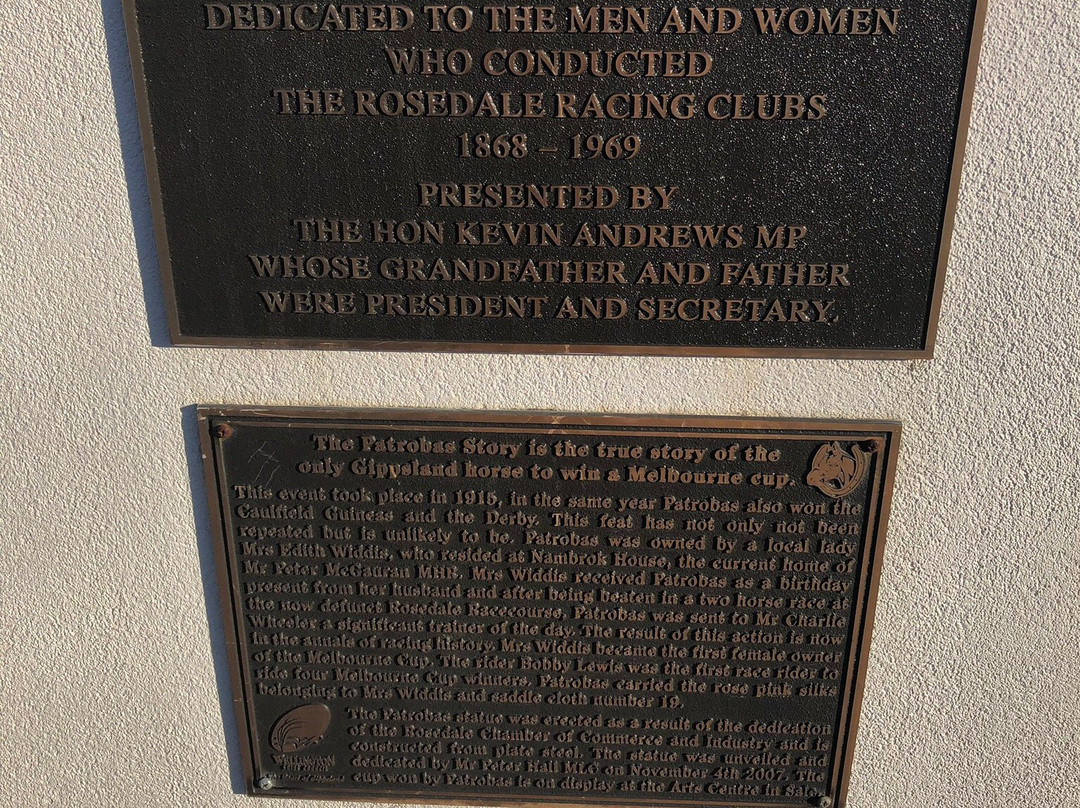 DEDICATED TO THE MEN AND WOMEN
WHO CONDUCTED
THE ROSEDALE RACING CLUBS
1868 – 1969
PRESENTED BY
THE HON KEVIN ANDREWS MP
WHOSE GRANDFATHER AND FATHER
WERE PRESIDENT AND SECRETARY.
The Patrobas Story is the true story of the
only Gippsland horse to win a Melbourne cup.
This event took place in 1915, in the same year Patrobas also won the
Caulfield Guineas and the Derby. This feat has not only not been
repeated but is unlikely to be. Patrobas was owned by a local lady
Mrs Edith Widdis, who resided at Nambrok House, the current home of
Mr Peter McGauran MHR. Mrs Widdis received Patrobas as a birthday
present from her husband and after being beaten in a two horse race at
the now defunct Rosedale Racecourse, Patrobas was sent to Mr Charlie
Wheeler a significant trainer of the day. The result of this action is now
in the annals of racing history. Mrs Widdis became the first female owner
of the Melbourne Cup. The rider Bobby Lewis was the first race rider to
ride four Melbourne Cup winners. Patrobas carried the rose pink silks
belonging to Mrs Widdis and saddle cloth number 19.
The Patrobas statue was erected as a result of the dedication
of the Rosedale Chamber of Commerce and Industry and is
constructed from plate steel. The statue was unveiled and
dedicated by Mr Peter Hall MLC on November 4th 2007. The
cup won by Patrobas is on display at the Arts Centre in Sale.
WELLINGTON